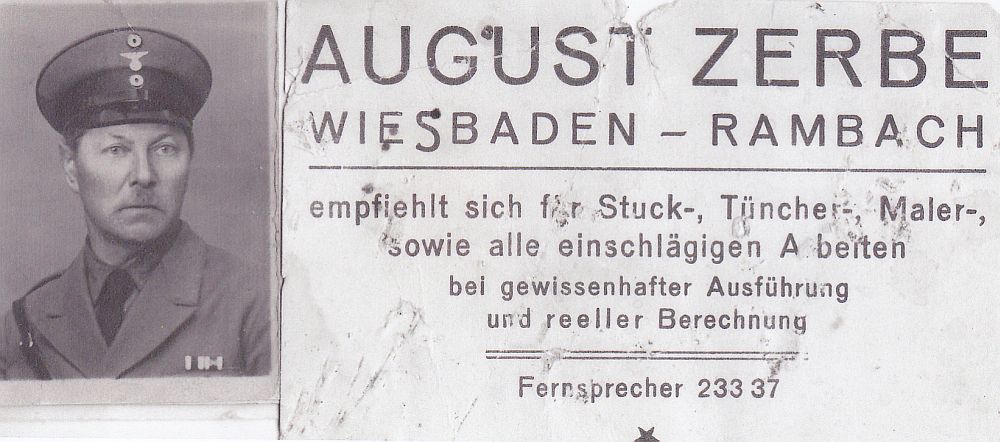 AUGUST ZERBE
WIESBADEN – RAMBACH
empfiehlt sich für Stuck-, Tüncher-, Maler-,
sowie alle einschlägigen Arbeiten
bei gewissenhafter Ausführung
und reeller Berechnung
Fernsprecher 233 37